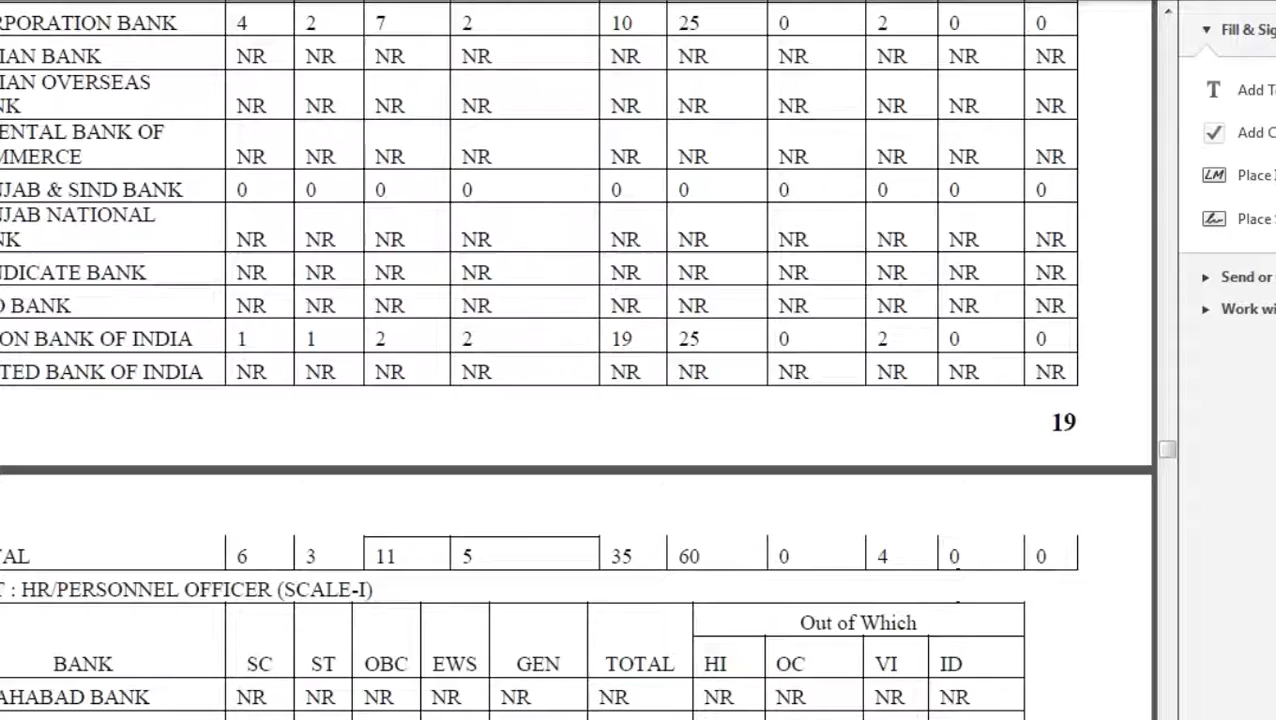 RPORATION BANK 4 2 7 2 10 25 0 2 0 0
IAN BANK NR NR NR NR NR NR NR NR NR NR
IAN OVERSEAS
NK NR NR NR NR NR NR NR NR NR NR
ENTAL BANK OF
MMERCE NR NR NR NR NR NR NR NR NR NR
NJAB & SIND BANK 0 0 0 0 0 0 0 0 0 0
NJAB NATIONAL
NK NR NR NR NR NR NR NR NR NR NR
NDICATE BANK NR NR NR NR NR NR NR NR NR NR
O BANK NR NR NR NR NR NR NR NR NR NR
ON BANK OF INDIA 1 1 2 2 19 25 0 2 0 0
TED BANK OF INDIA NR NR NR NR NR NR NR NR NR NR
19
AL 6 3 11 5 35 60 0 4 0 0
T : HR/PERSONNEL OFFICER (SCALE-I)
Out of Which
BANK SC ST OBC EWS GEN TOTAL HI OC VI ID
AHABAD BANK NR NR NR NR NR NR NR NR NR NR
Fill & Sig
Add Te
Add C
Place
Place
Send or
Work wi